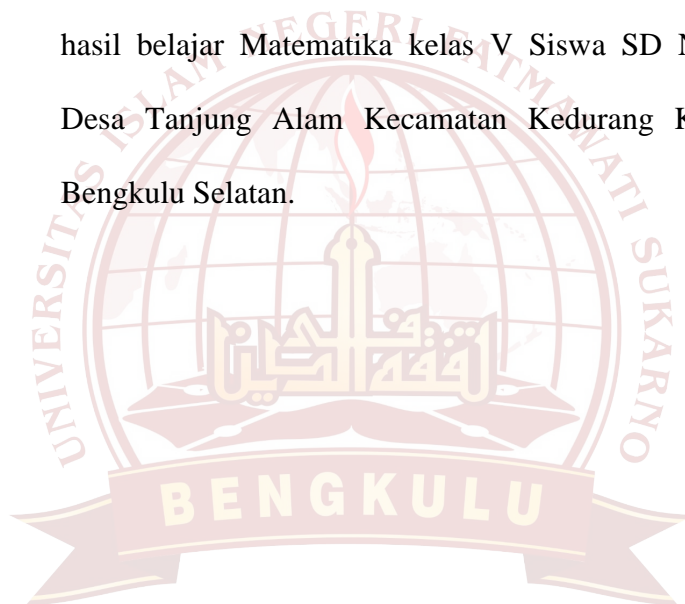 hasil belajar Matematika kelas V Siswa SD
Desa Tanjung Alam Kecamatan Kedurang
Bengkulu Selatan.
UNIVERSITAS ISLAM NEGERI FATMAWATI SUKARNO
BENGKULU